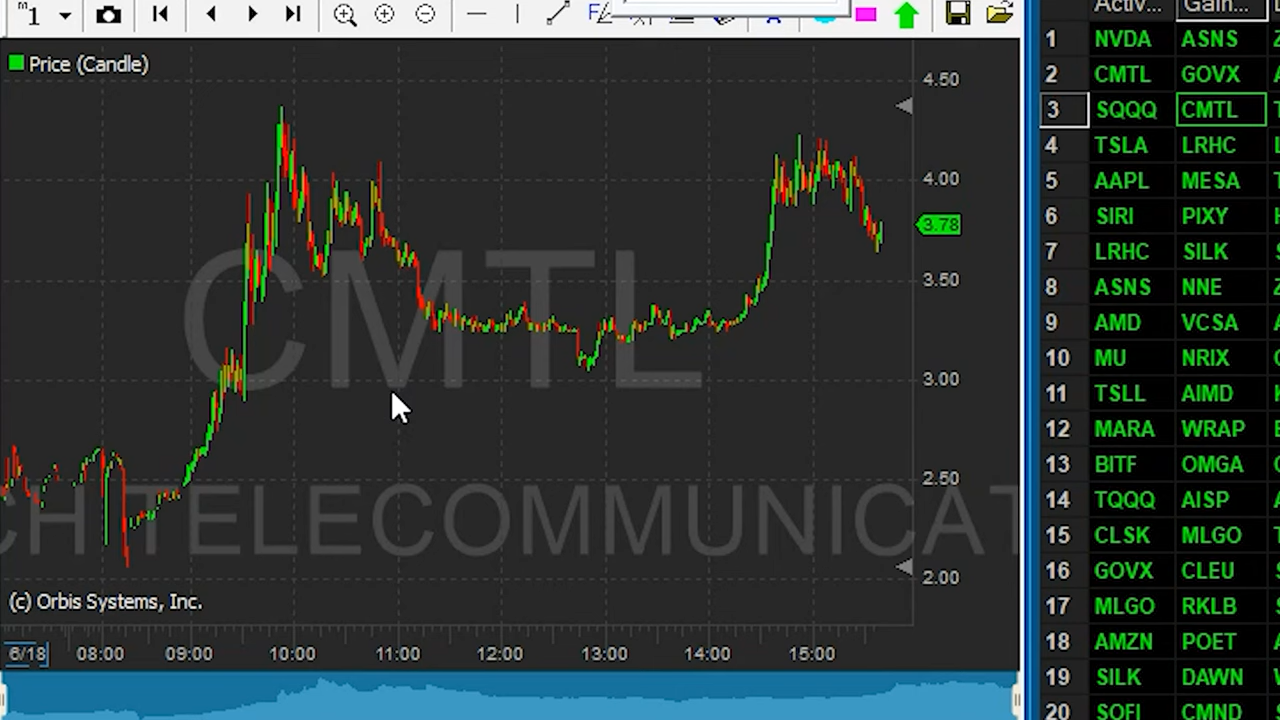 1
Activ... Gain...
Price (Candle)
4.50
4.00
3.78
3.50
3.00
2.50
2.00
CMTL
CH TELECOMMUNICAT
(c) Orbis Systems, Inc.
6/18 08:00 09:00 10:00 11:00 12:00 13:00 14:00 15:00
1 NVDA ASNS
2 CMTL GOVX
3 SQQQ CMTL
4 TSLA LRHC
5 AAPL MESA
6 SIRI PIXY
7 LRHC SILK
8 ASNS NNE
9 AMD VCSA
10 MU NRIX
11 TSLL AIMD
12 MARA WRAP
13 BITF OMGA
14 TQQQ AISP
15 CLSK MLGO
16 GOVX CLEU
17 MLGO RKLB
18 AMZN POET
19 SILK DAWN
20 SOFI CMND